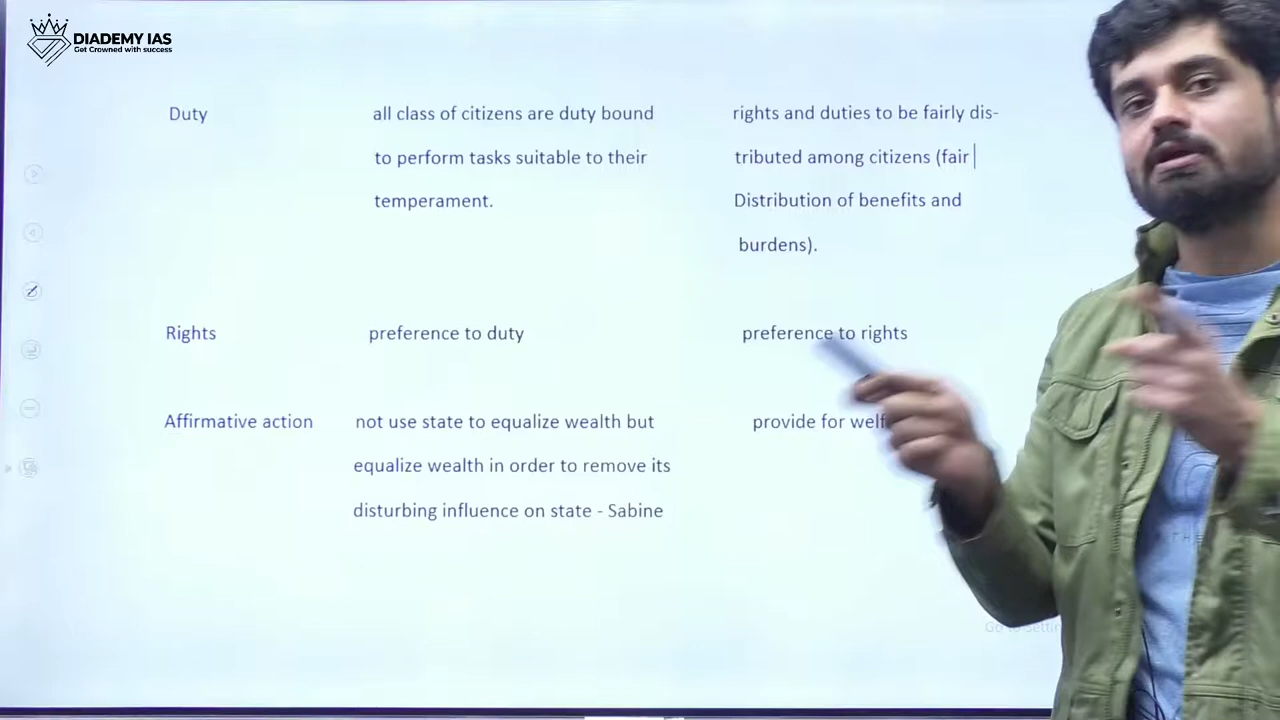 DIADEMY IAS
Get Crowned with success
Duty all class of citizens are duty bound rights and duties to be fairly dis-
to perform tasks suitable to their tributed among citizens (fair
temperament. Distribution of benefits and
burdens).
Rights preference to duty preference to rights
Affirmative action not use state to equalize wealth but provide for
equalize wealth in order to remove its
disturbing influence on state - Sabine
Go to